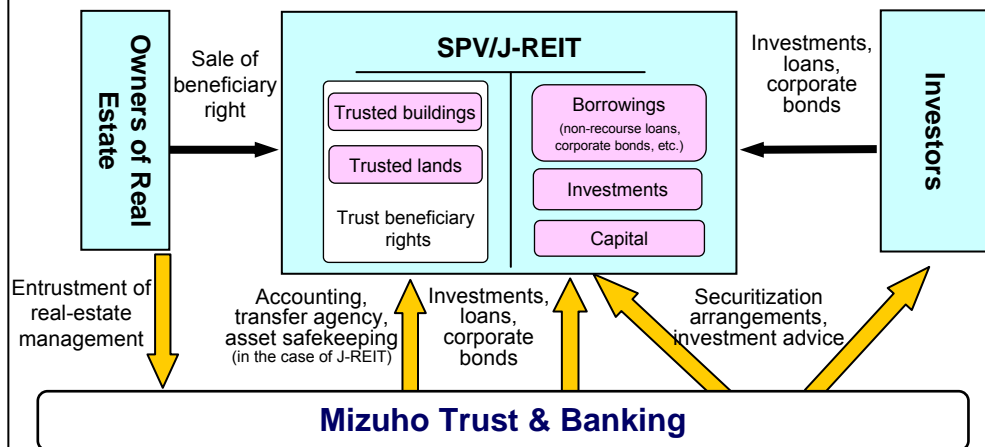 Owners of Real
Estate
Sale of
beneficiary
right
SPV/J-REIT
Trusted buildings
Trusted lands
Trust beneficiary
rights
Borrowings
(non-recourse loans,
corporate bonds, etc.)
Investments
Capital
Investments,
loans,
corporate
bonds
Investors
Entrustment of
real-estate
management
Accounting,
transfer agency,
asset safekeeping
(in the case of J-REIT)
Investments,
loans,
corporate
bonds
Securitization
arrangements,
investment advice
Mizuho Trust & Banking